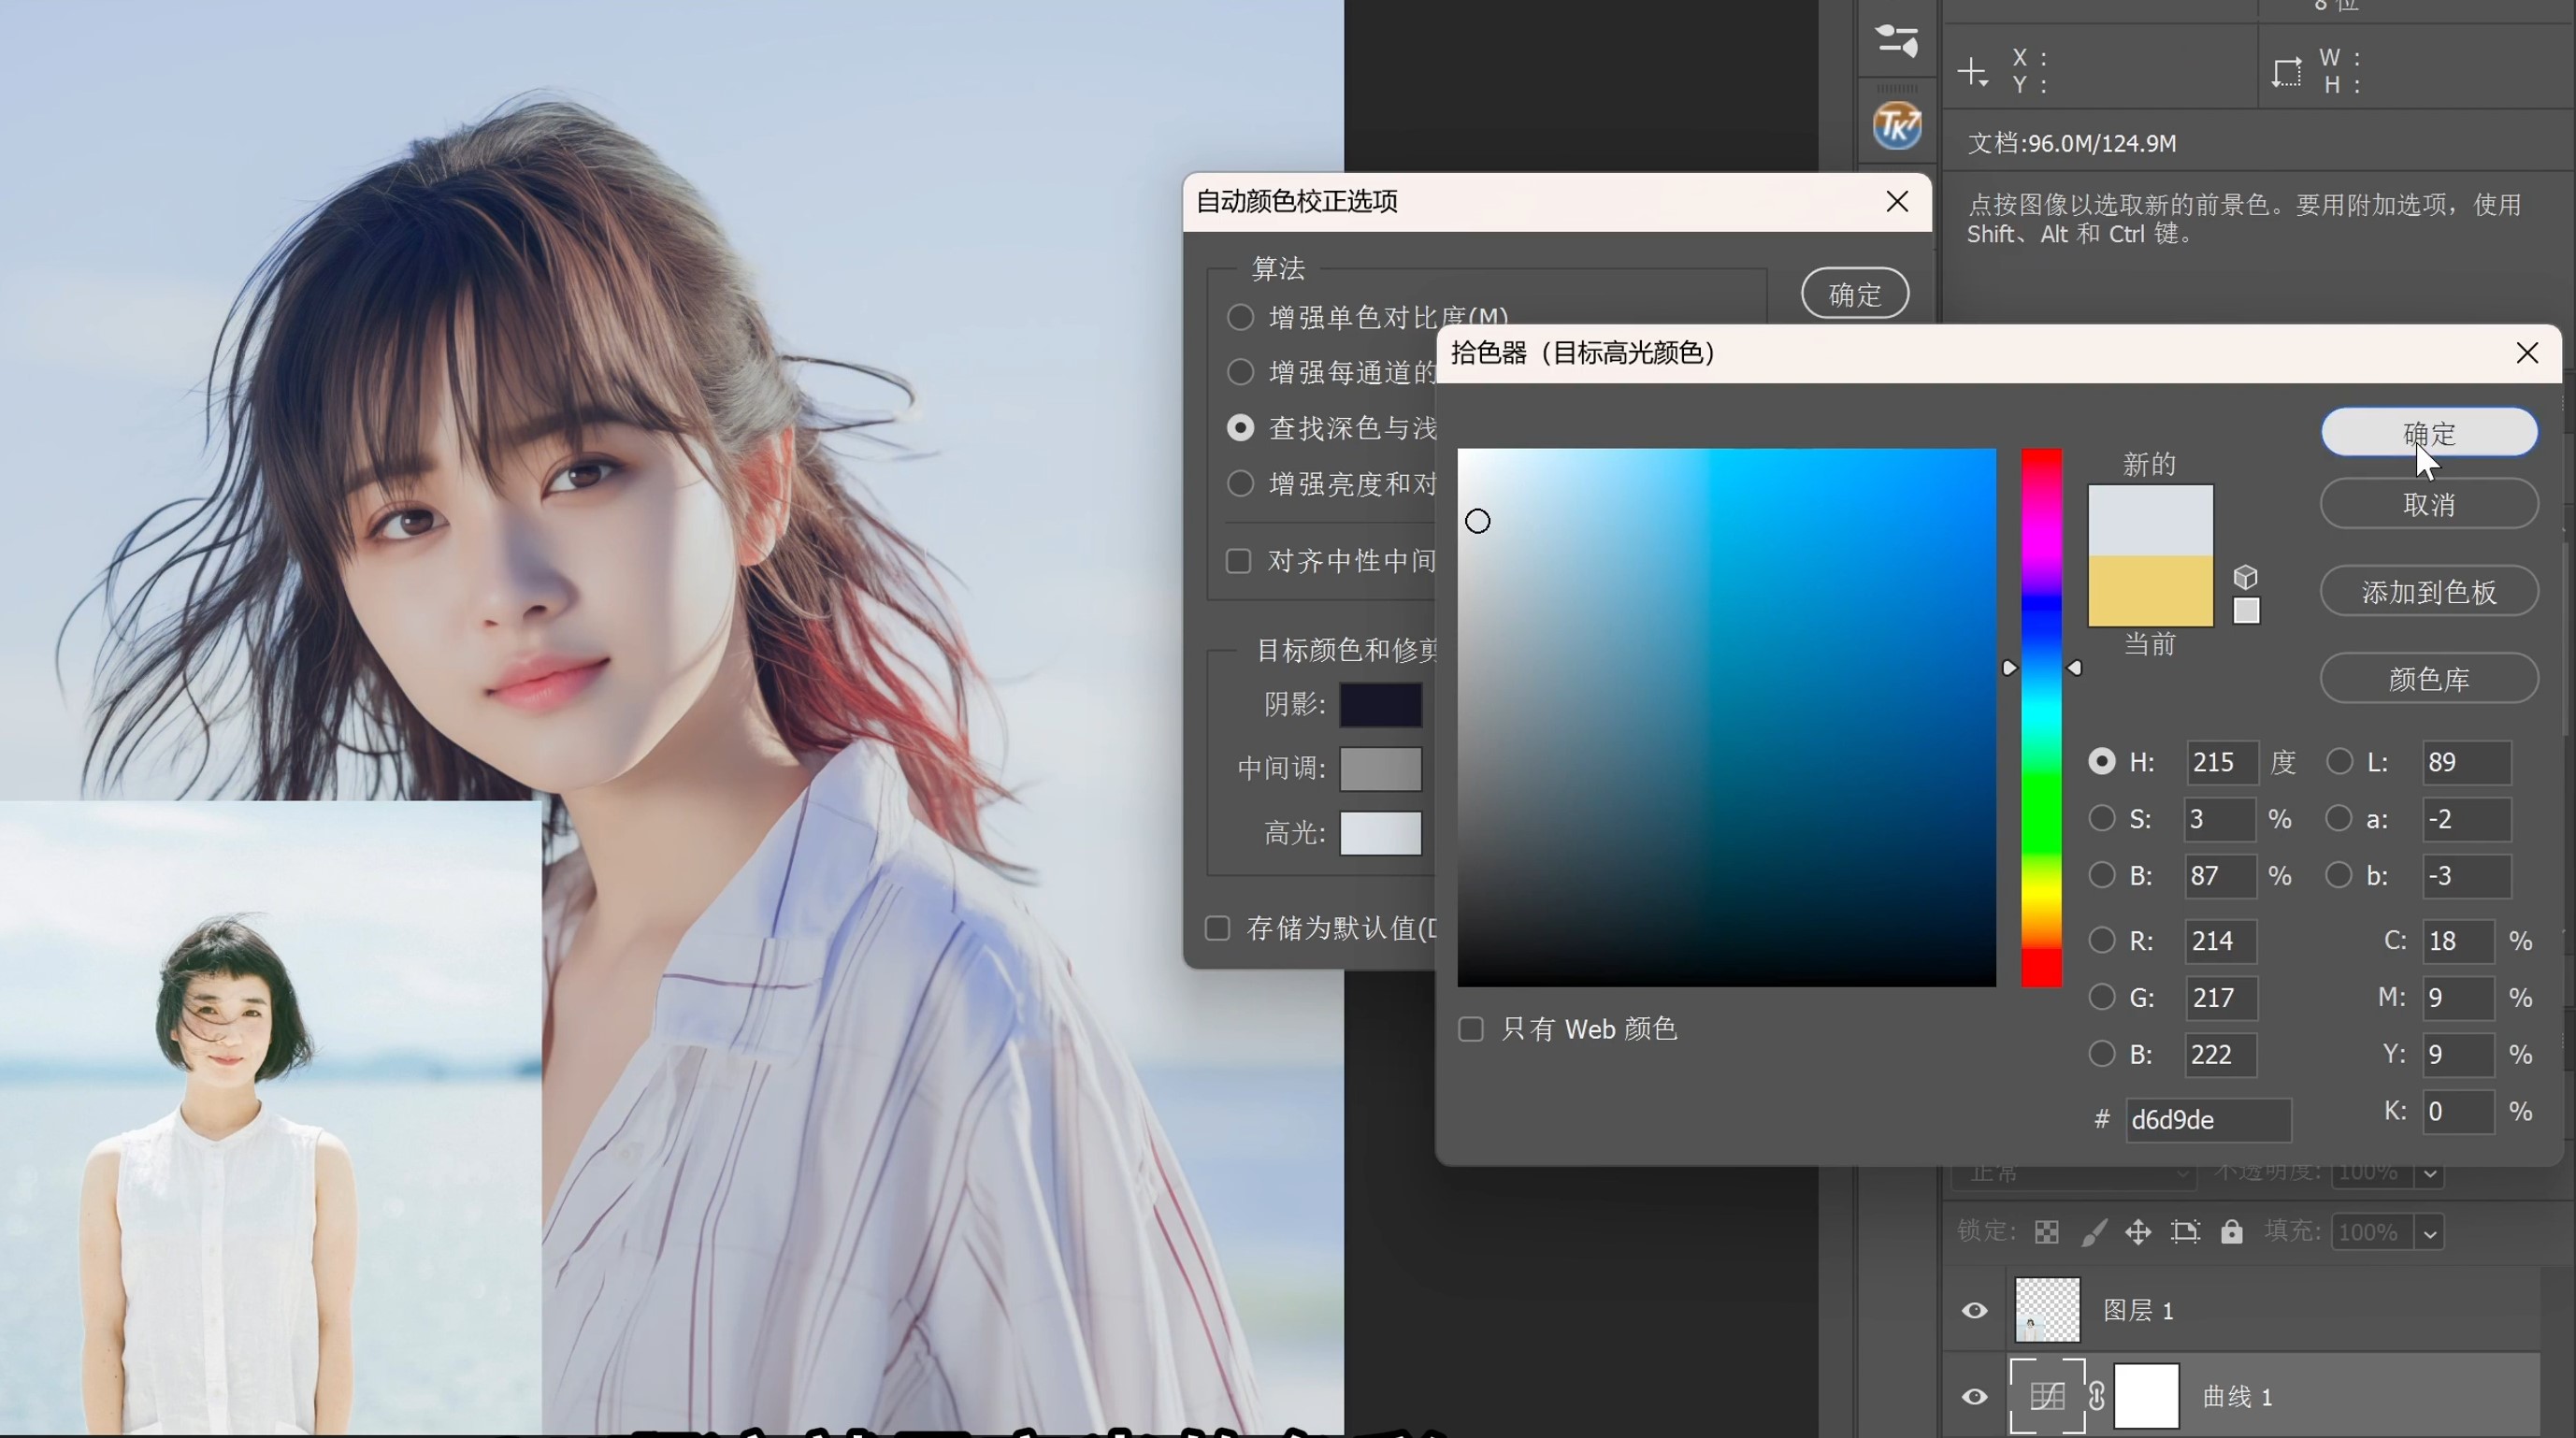 8 位
X :
Y :
W :
H :
TK7
文档:96.0M/124.9M
点按图像以选取新的前景色。要用附加选项，使用
Shift、Alt 和 Ctrl 键。
自动颜色校正选项
算法
增强单色对比度(M)
增强每通道的
查找深色与浅
增强亮度和对
对齐中性中间
确定
目标颜色和修剪
阴影:
中间调:
高光:
存储为默认值(D
拾色器（目标高光颜色）
新的
当前
确定
取消
添加到色板
颜色库
H: 215 度
S: 3 %
B: 87 %
R: 214
G: 217
B: 222
# d6d9de
L: 89
a: -2
b: -3
C: 18 %
M: 9 %
Y: 9 %
K: 0 %
只有 Web 颜色
正常
不透明度: 100%
锁定:
填充: 100%
图层 1
曲线 1